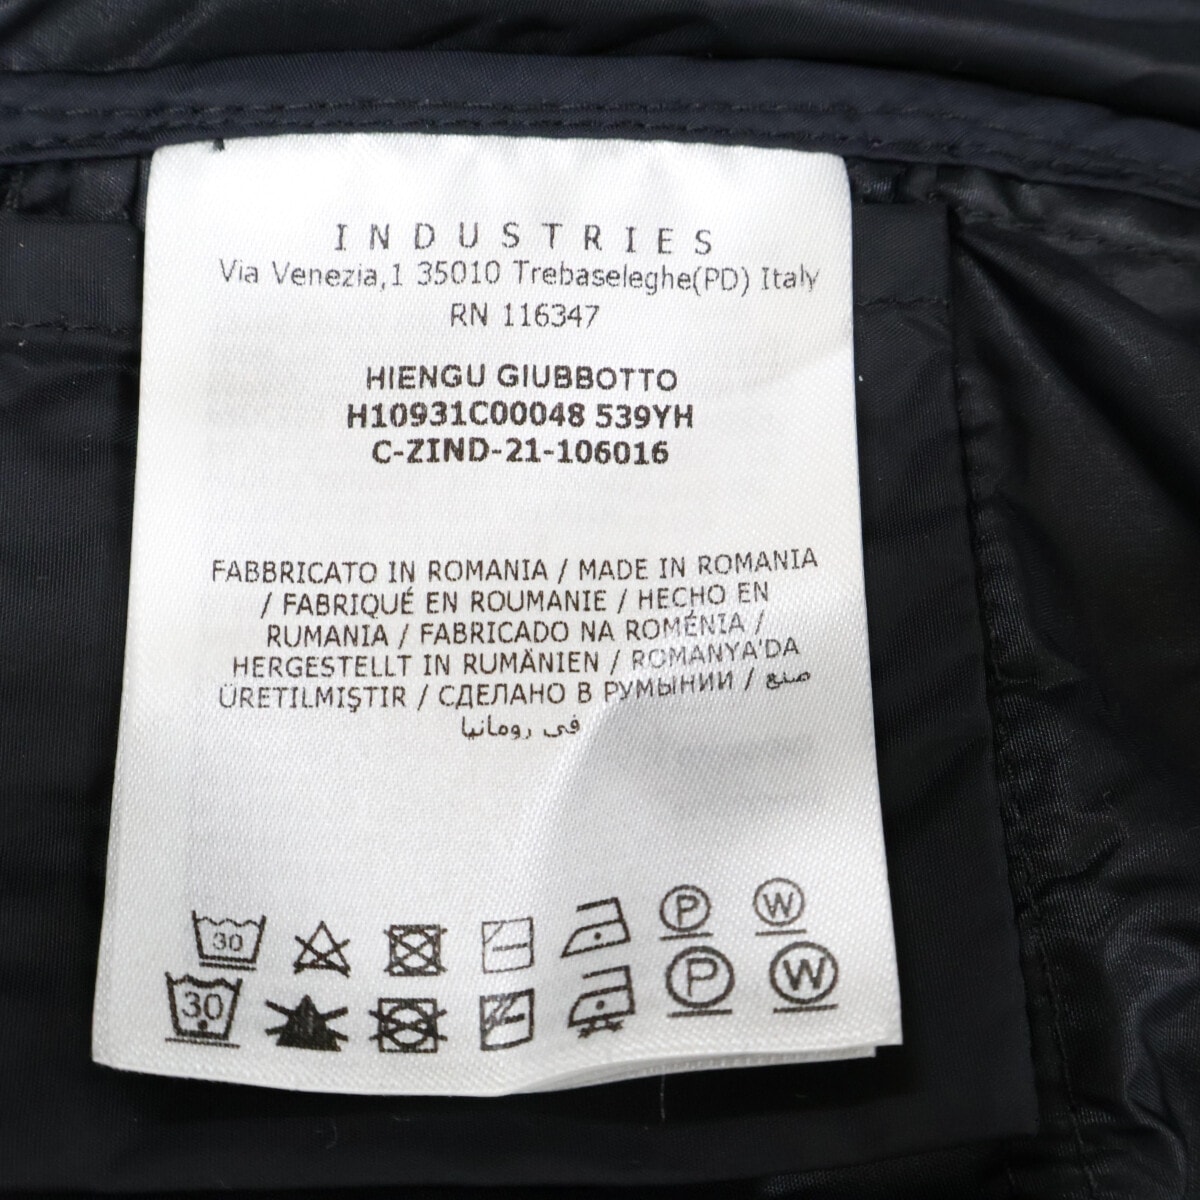 INDUSTRIES
Via Venezia,1 35010 Trebaseleghe(PD) Italy
RN 116347
HIENGU GIUBBOTTO
H10931C00048 539YH
C-ZIND-21-106016
FABBRICATO IN ROMANIA / MADE IN ROMANIA
/ FABRIQUÉ EN ROUMANIE / HECHO EN
RUMANIA / FABRICADO NA ROMÉNIA /
HERGESTELLT IN RUMÄNIEN / ROMANYA'DA
ÜRETILMIŞTIR / СДЕЛАНО В РУМЫНИИ / صنع
في رومانيا
30 P W
30 P W